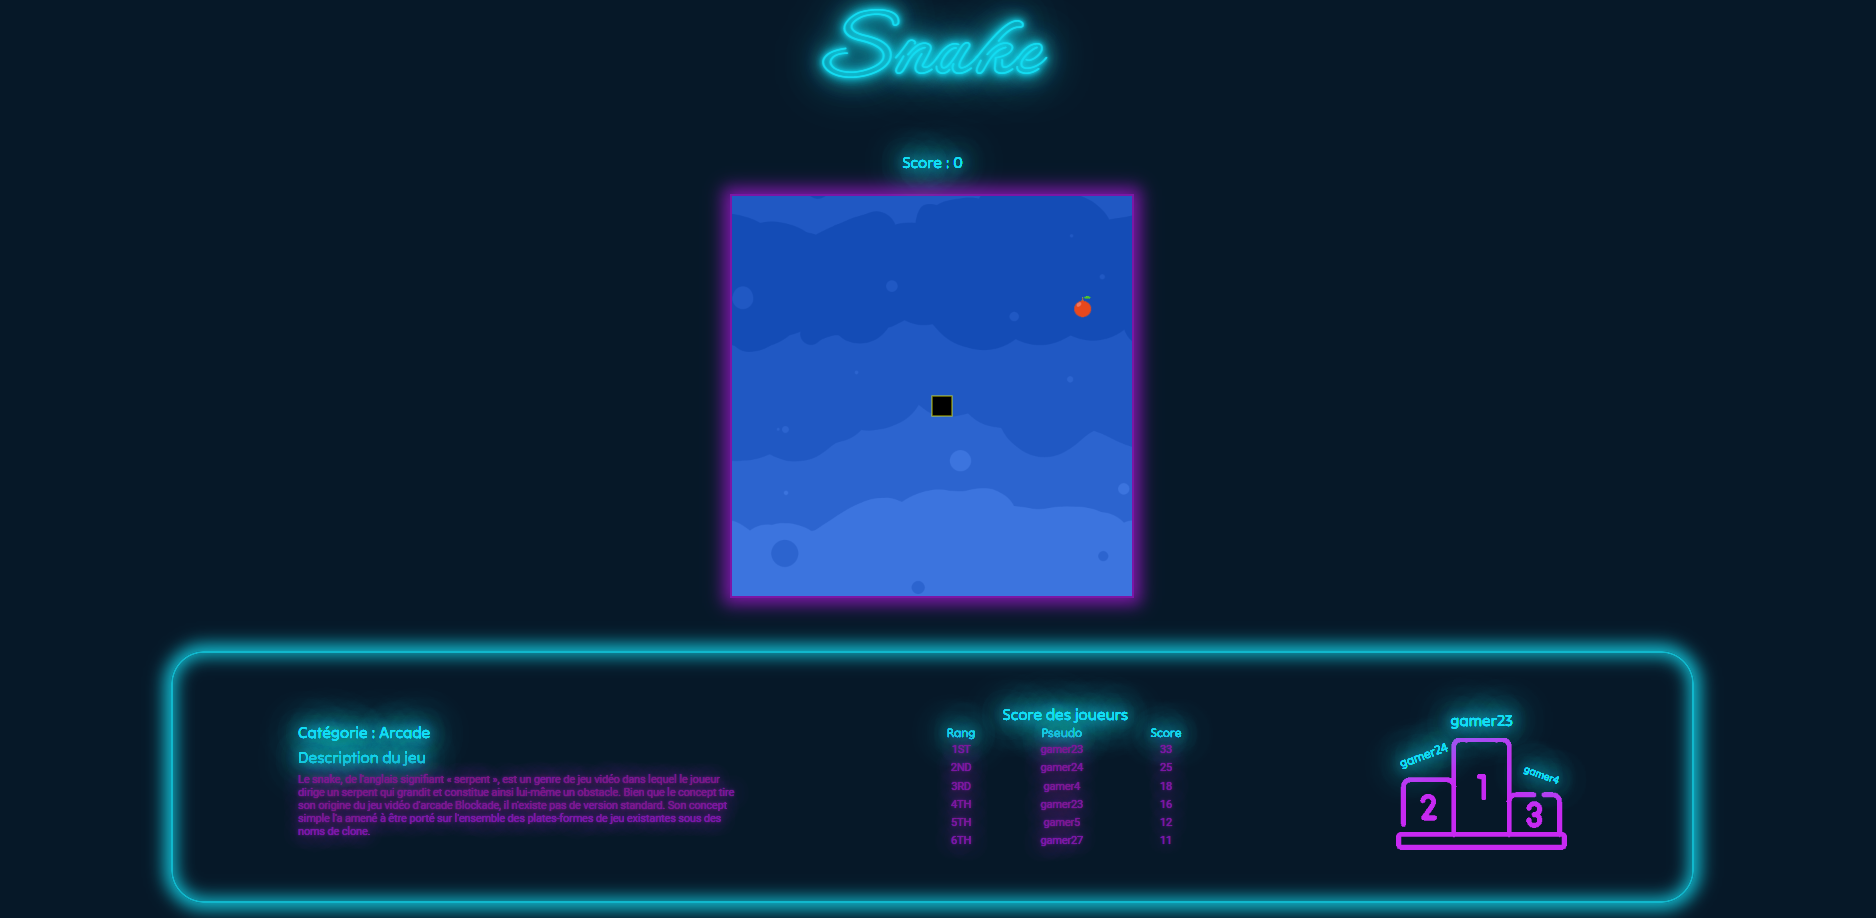 Snake
Score : 0
Catégorie : Arcade
Description du jeu
Le snake, de l'anglais signifiant « serpent », est un genre de jeu vidéo dans lequel le joueur
dirige un serpent qui grandit et constitue ainsi lui-même un obstacle. Bien que le concept tire
son origine du jeu vidéo d'arcade Blockade, il n'existe pas de version standard. Son concept
simple l'a amené à être porté sur l'ensemble des plates-formes de jeu existantes sous des
noms de clone.
Score des joueurs
Rang Pseudo Score
1ST gamer23 33
2ND gamer24 25
3RD gamer4 18
4TH gamer23 16
5TH gamer5 12
6TH gamer27 11
gamer23
gamer24
gamer4
1
2
3